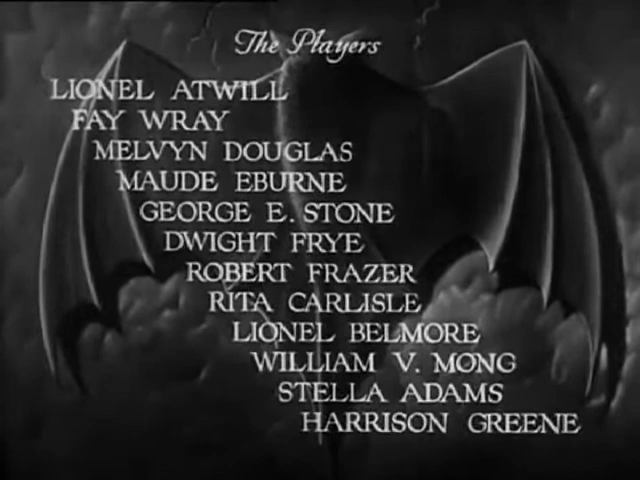 The Players
LIONEL ATWILL
FAY WRAY
MELVYN DOUGLAS
MAUDE EBURNE
GEORGE E. STONE
DWIGHT FRYE
ROBERT FRAZER
RITA CARLISLE
LIONEL BELMORE
WILLIAM V. MONG
STELLA ADAMS
HARRISON GREENE